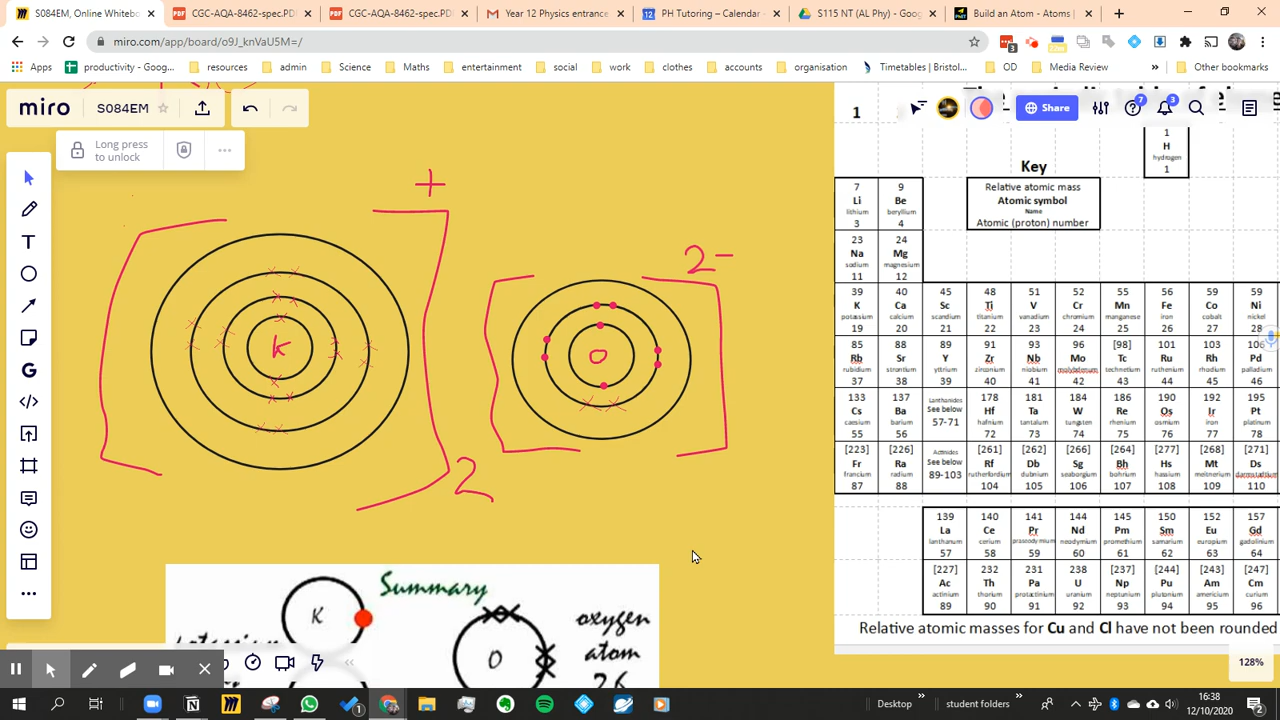 S084EM, Online Whitebo
CGC-AQA-8462-spec.PDF
CGC-AQA-8462-spec.PDF
Year 12 Physics entrance
PH Tutoring – Calendar
S115 NT (AL Phy) - Goog
Build an Atom - Atoms |
miro.com/app/board/o9J_knVaU5M=/
Apps
productivity - Goog...
resources
admin
Science
Maths
entertainment
social
work
clothes
accounts
organisation
Timetables | Bristol...
OD
Media Review
»
Other bookmarks
miro
S084EM
Share
7
3
Long press
to unlock
+
K
2
2-
O
1
1
H
hydrogen
1
Key
Relative atomic mass
Atomic symbol
Name
Atomic (proton) number
7 9
Li Be
lithium beryllium
3 4
23 24
Na Mg
sodium magnesium
11 12
39 40 45 48 51 52 55 56 59 59
K Ca Sc Ti V Cr Mn Fe Co Ni
potassium calcium scandium titanium vanadium chromium manganese iron cobalt nickel
19 20 21 22 23 24 25 26 27 28
85 88 89 91 93 96 [98] 101 103 106
Rb Sr Y Zr Nb Mo Tc Ru Rh Pd
rubidium strontium yttrium zirconium niobium molybdenum technetium ruthenium rhodium palladium
37 38 39 40 41 42 43 44 45 46
133 137 Lanthanides 178 181 184 186 190 192 195
Cs Ba See below Hf Ta W Re Os Ir Pt
caesium barium 57-71 hafnium tantalum tungsten rhenium osmium iridium platinum
55 56 72 73 74 75 76 77 78
[223] [226] Actinides [261] [262] [266] [264] [277] [268] [271]
Fr Ra See below Rf Db Sg Bh Hs Mt Ds
francium radium 89-103 rutherfordium dubnium seaborgium bohrium hassium meitnerium darmstadtium
87 88 104 105 106 107 108 109 110
139 140 141 144 145 150 152 157
La Ce Pr Nd Pm Sm Eu Gd
lanthanum cerium praseodymium neodymium promethium samarium europium gadolinium
57 58 59 60 61 62 63 64
[227] 232 231 238 [237] [244] [243] [247]
Ac Th Pa U Np Pu Am Cm
actinium thorium protactinium uranium neptunium plutonium americium curium
89 90 91 92 93 94 95 96
Relative atomic masses for Cu and Cl have not been rounded
Summary
K
O
oxygen
atom
2,6
128%
Desktop
»
student folders
»
16:38
12/10/2020
2